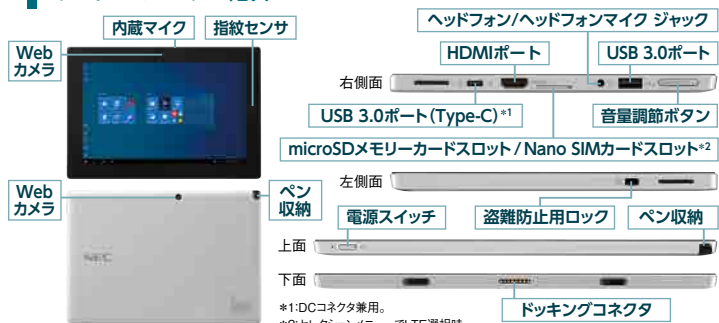 ヘッドフォン/ヘッドフォンマイク ジャック
内蔵マイク
指紋センサ
Web
カメラ
HDMIポート
USB 3.0ポート
右側面
USB 3.0ポート(Type-C)*1
音量調節ボタン
microSDメモリーカードスロット / Nano SIMカードスロット*2
左側面
Web
カメラ
ペン
収納
電源スイッチ
盗難防止用ロック
ペン収納
上面
NEC
下面
*1:DCコネクタ兼用。
ドッキングコネクタ